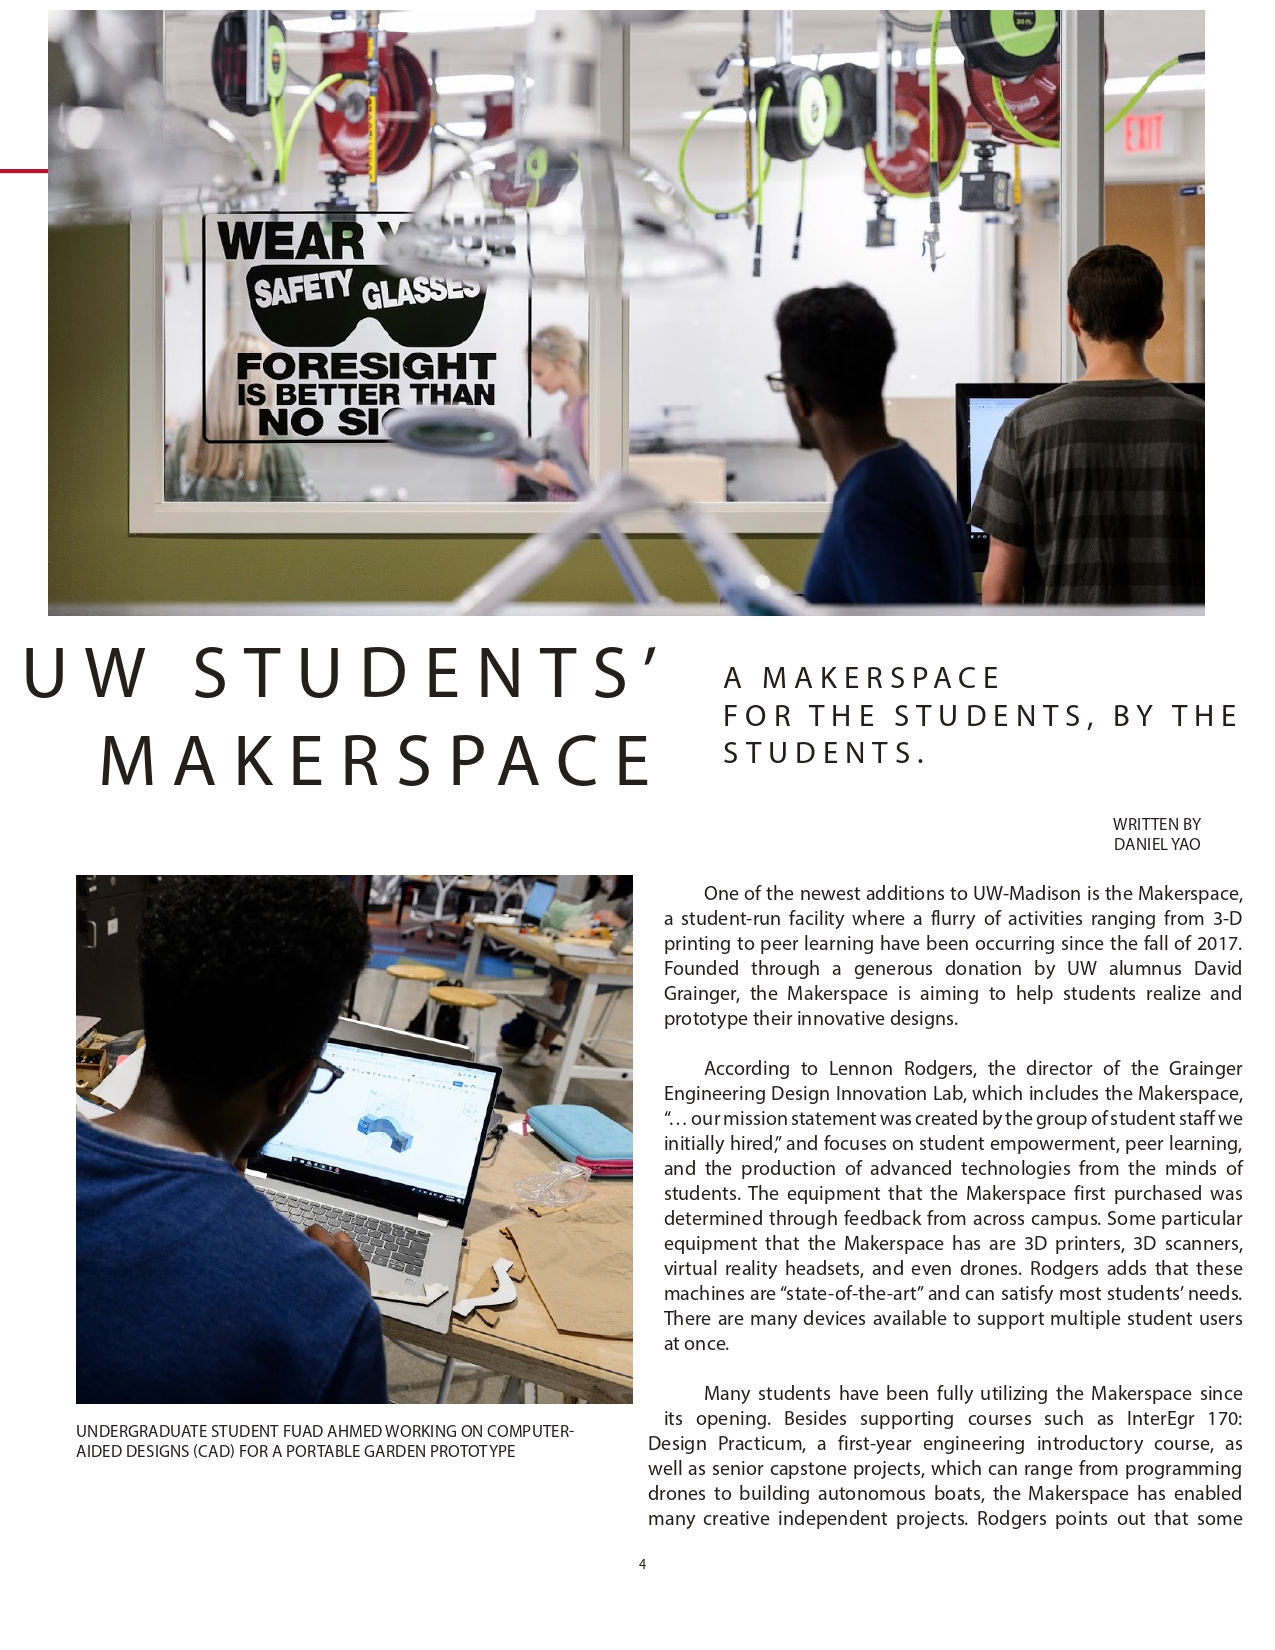 WEAR
SAFETY GLASSES
FORESIGHT
IS BETTER THAN
NO
EXIT
UW STUDENTS’
MAKERSPACE
A MAKERSPACE
FOR THE STUDENTS, BY THE
STUDENTS.
WRITTEN BY
DANIEL YAO
One of the newest additions to UW-Madison is the Makerspace,
a student-run facility where a flurry of activities ranging from 3-D
printing to peer learning have been occurring since the fall of 2017.
Founded through a generous donation by UW alumnus David
Grainger, the Makerspace is aiming to help students realize and
prototype their innovative designs.
According to Lennon Rodgers, the director of the Grainger
Engineering Design Innovation Lab, which includes the Makerspace,
“… our mission statement was created by the group of student staff we
initially hired,” and focuses on student empowerment, peer learning,
and the production of advanced technologies from the minds of
students. The equipment that the Makerspace first purchased was
determined through feedback from across campus. Some particular
equipment that the Makerspace has are 3D printers, 3D scanners,
virtual reality headsets, and even drones. Rodgers adds that these
machines are “state-of-the-art” and can satisfy most students’ needs.
There are many devices available to support multiple student users
at once.
Many students have been fully utilizing the Makerspace since
its opening. Besides supporting courses such as InterEgr 170:
Design Practicum, a first-year engineering introductory course, as
well as senior capstone projects, which can range from programming
drones to building autonomous boats, the Makerspace has enabled
many creative independent projects. Rodgers points out that some
UNDERGRADUATE STUDENT FUAD AHMED WORKING ON COMPUTER-
AIDED DESIGNS (CAD) FOR A PORTABLE GARDEN PROTOTYPE
4